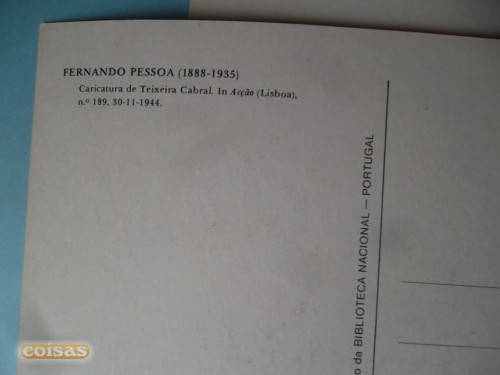 FERNANDO PESSOA (1888-1935)
Caricatura de Teixeira Cabral. In Acção (Lisboa),
n.º 189, 30-11-1944.
o da BIBLIOTECA NACIONAL — PORTUGAL
coisas